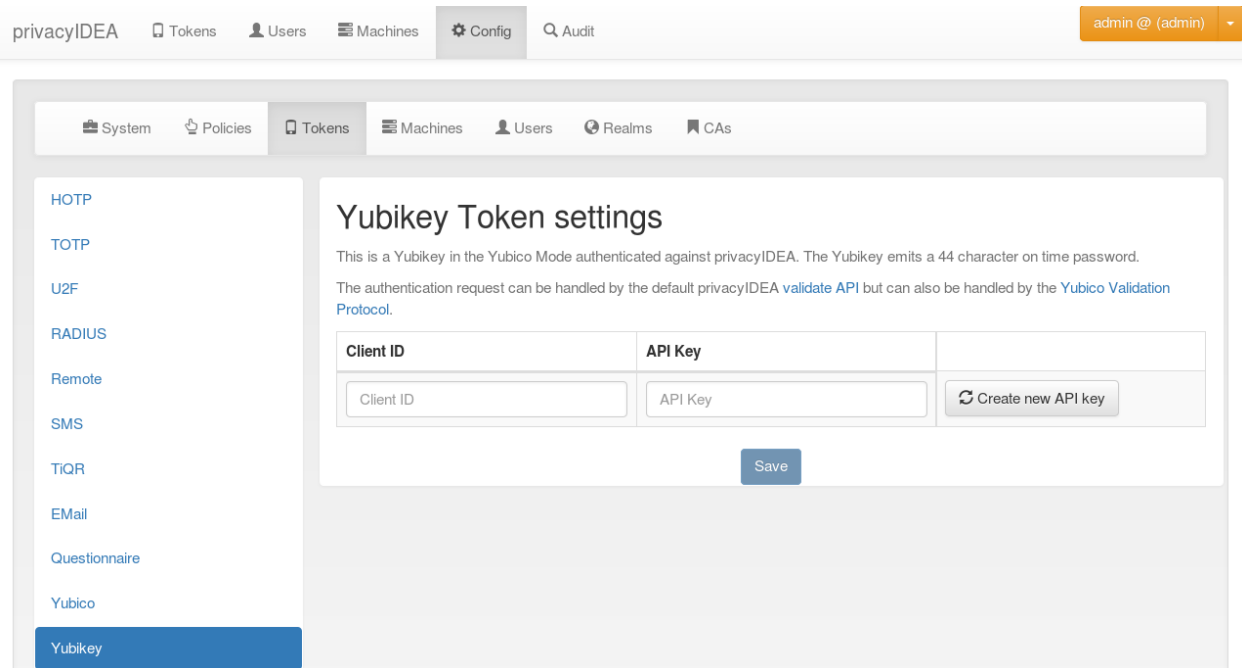 privacyIDEA Tokens Users Machines Config Audit admin @ (admin)
System Policies Tokens Machines Users Realms CAs
HOTP
TOTP
U2F
RADIUS
Remote
SMS
TiQR
EMail
Questionnaire
Yubico
Yubikey
Yubikey Token settings
This is a Yubikey in the Yubico Mode authenticated against privacyIDEA. The Yubikey emits a 44 character on time password.
The authentication request can be handled by the default privacyIDEA validate API but can also be handled by the Yubico Validation
Protocol.
Client ID API Key
Client ID API Key Create new API key
Save